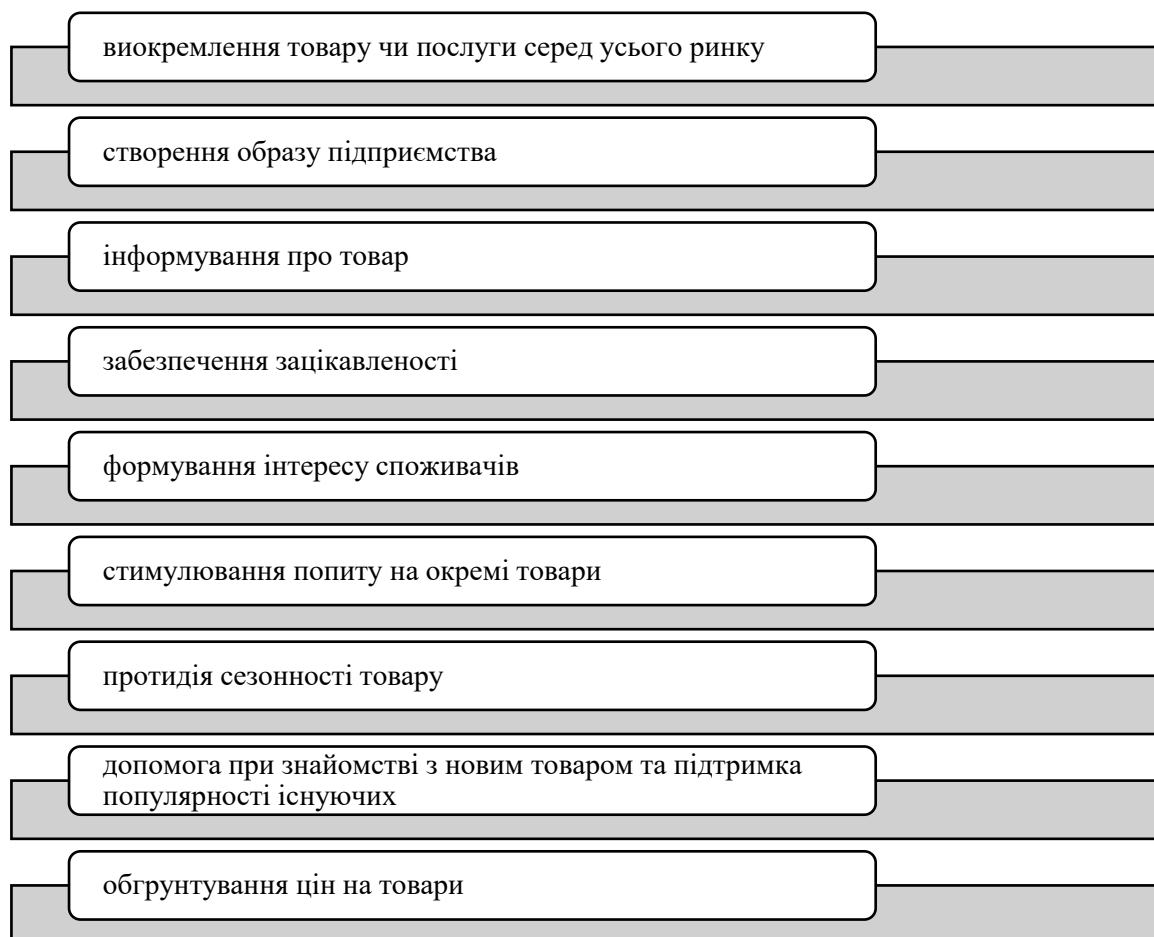 виокремлення товару чи послуги серед усього ринку
створення образу підприємства
інформування про товар
забезпечення зацікавленості
формування інтересу споживачів
стимулювання попиту на окремі товари
протидія сезонності товару
допомога при знайомстві з новим товаром та підтримка
популярності існуючих
обгрунтування цін на товари